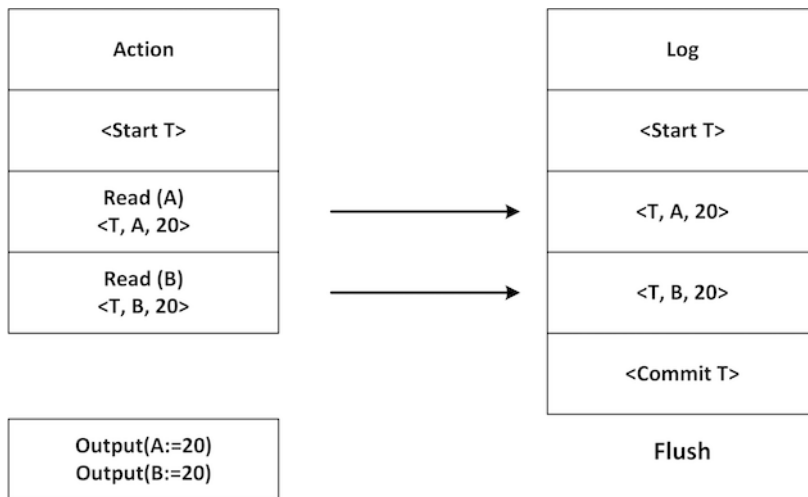 Action
<Start T>
Read (A)
<T, A, 20>
Read (B)
<T, B, 20>
Output(A:=20)
Output(B:=20)
Log
<Start T>
<T, A, 20>
<T, B, 20>
<Commit T>
Flush